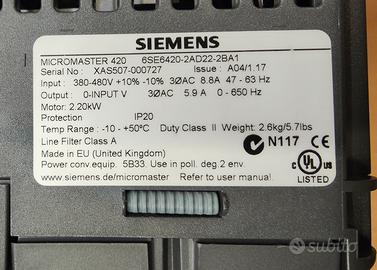 SIEMENS
MICROMASTER 420 6SE6420-2AD22-2BA1
Serial No : XAS507-000727 Issue : A04/1.17
Input : 380-480V +10% -10% 3ØAC 8.8A 47 - 63 Hz
Output : 0-INPUT V 3ØAC 5.9 A 0 - 650 Hz
Motor: 2.20kW
Protection IP20
Temp Range : -10 - +50°C Duty Class II Weight: 2.6kg/5.7lbs
Line Filter Class A
Made in EU (United Kingdom)
Power conv.equip. 5B33. Use in poll. deg.2 env.
www.siemens.de/micromaster Refer to user manual.
N117
CE
C UL US
LISTED
subito